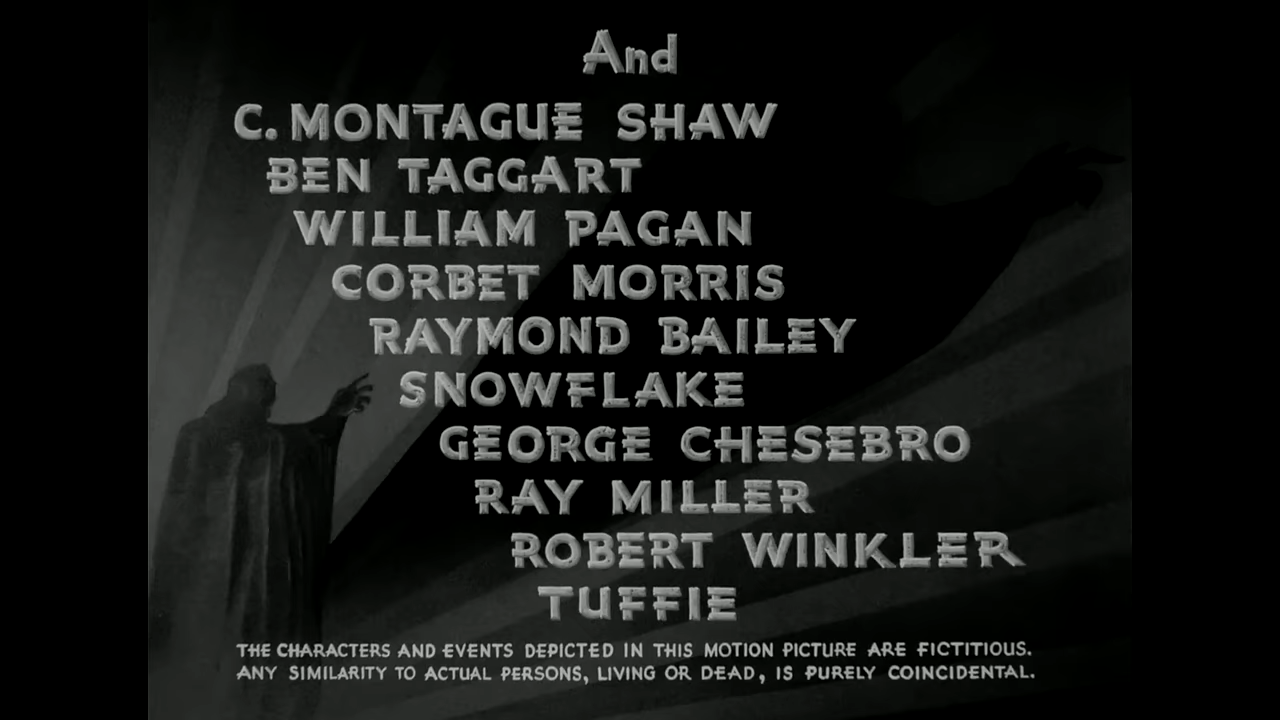 And
C. MONTAGUE SHAW
BEN TAGGART
WILLIAM PAGAN
CORBET MORRIS
RAYMOND BAILEY
SNOWFLAKE
GEORGE CHESEBRO
RAY MILLER
ROBERT WINKLER
TUFFIE
THE CHARACTERS AND EVENTS DEPICTED IN THIS MOTION PICTURE ARE FICTITIOUS.
ANY SIMILARITY TO ACTUAL PERSONS, LIVING OR DEAD, IS PURELY COINCIDENTAL.